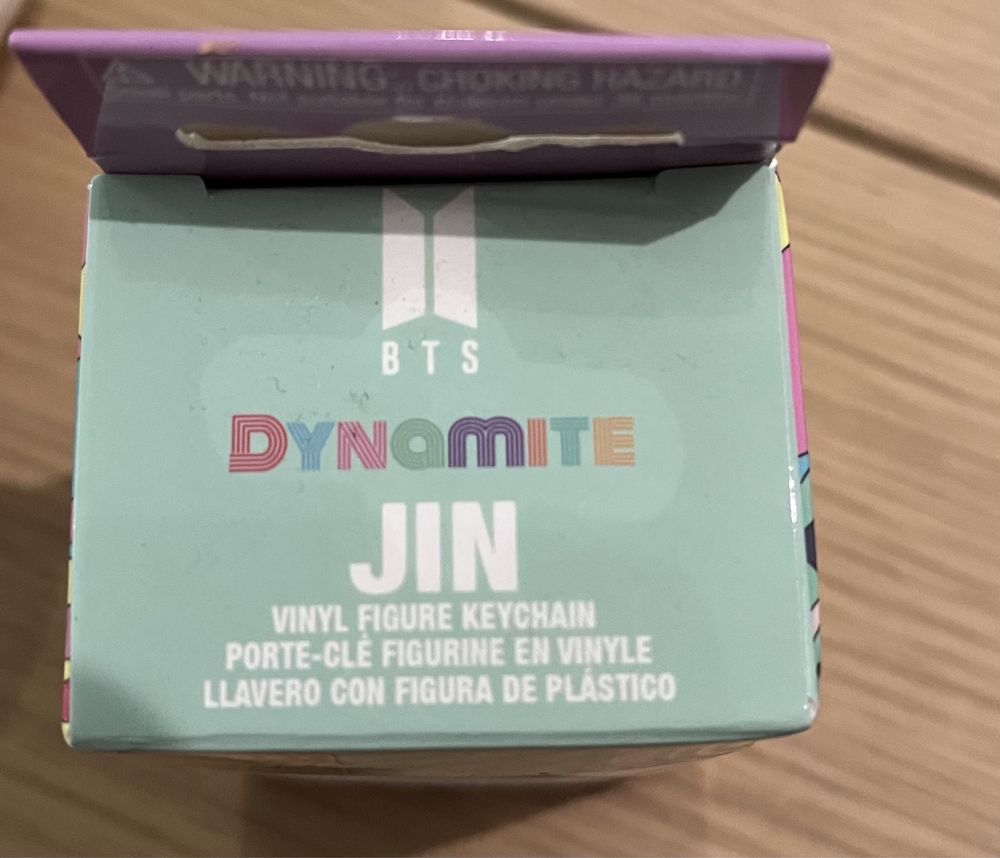 WARNING: CHOKING HAZARD.
BTS
DYNAMITE
JIN
VINYL FIGURE KEYCHAIN
PORTE-CLÉ FIGURINE EN VINYLE
LLAVERO CON FIGURA DE PLÁSTICO